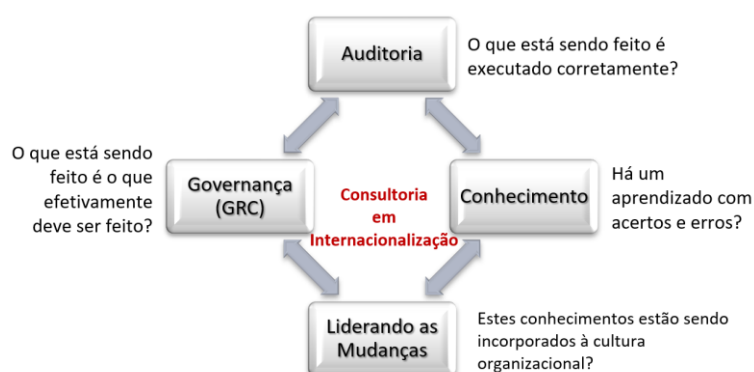 Auditoria
O que está sendo feito é
executado corretamente?
O que está sendo
feito é o que
efetivamente
deve ser feito?
Governança
(GRC)
Consultoria
em
Internacionalização
Conhecimento
Há um
aprendizado com
acertos e erros?
Liderando as
Mudanças
Estes conhecimentos estão sendo
incorporados à cultura
organizacional?